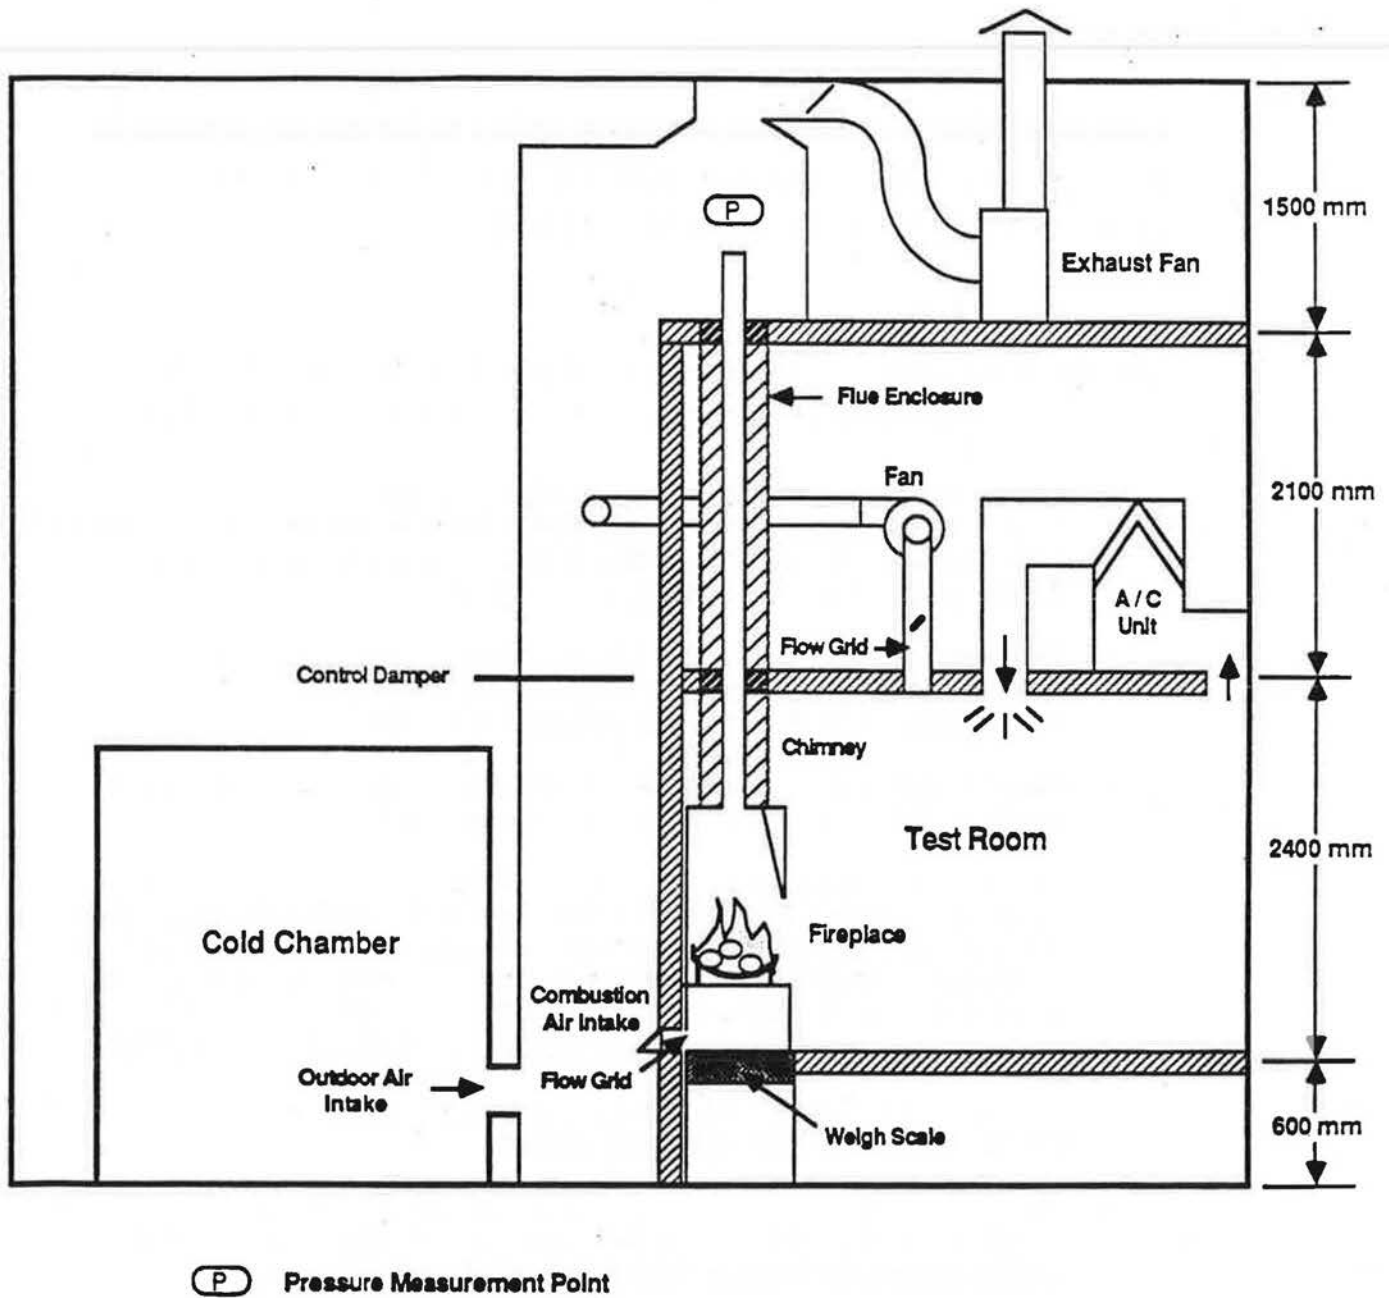 P
1500 mm
Exhaust Fan
Flue Enclosure
Fan
2100 mm
A / C
Unit
Flow Grid
Control Damper
Chimney
Test Room
2400 mm
Cold Chamber
Fireplace
Combustion
Air Intake
Flow Grid
Outdoor Air
Intake
Weigh Scale
600 mm
P Pressure Measurement Point